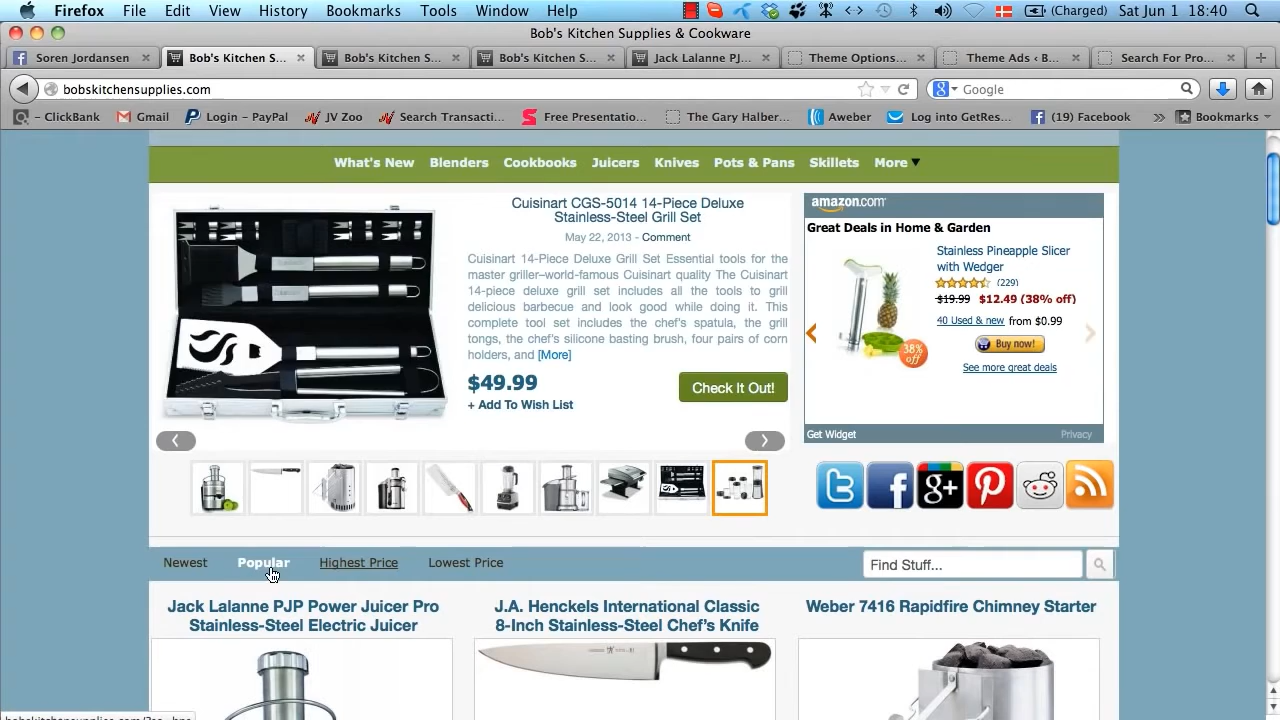 Firefox File Edit View History Bookmarks Tools Window Help (Charged) Sat Jun 1 18:40
Bob's Kitchen Supplies & Cookware
Soren Jordansen Bob's Kitchen S... Bob's Kitchen S... Bob's Kitchen S... Jack Lalanne PJ... Theme Options... Theme Ads ‹ B... Search For Pro...
bobskitchensupplies.com Google
- ClickBank Gmail Login - PayPal JV Zoo Search Transacti... Free Presentatio... The Gary Halber... Aweber Log into GetRes... (19) Facebook » Bookmarks
What's New Blenders Cookbooks Juicers Knives Pots & Pans Skillets More ▼
Cuisinart CGS-5014 14-Piece Deluxe
Stainless-Steel Grill Set
May 22, 2013 - Comment
Cuisinart 14-Piece Deluxe Grill Set Essential tools for the
master griller–world-famous Cuisinart quality The Cuisinart
14-piece deluxe grill set includes all the tools to grill
delicious barbecue and look good while doing it. This
complete tool set includes the chef's spatula, the grill
tongs, the chef's silicone basting brush, four pairs of corn
holders, and [More]
$49.99
Check It Out!
+ Add To Wish List
amazon.com
Great Deals in Home & Garden
Stainless Pineapple Slicer
with Wedger
(229)
$19.99 $12.49 (38% off)
40 Used & new from $0.99
38%
off
Buy now!
See more great deals
Get Widget Privacy
Newest Popular Highest Price Lowest Price Find Stuff...
Jack Lalanne PJP Power Juicer Pro
Stainless-Steel Electric Juicer
J.A. Henckels International Classic
8-Inch Stainless-Steel Chef's Knife
Weber 7416 Rapidfire Chimney Starter